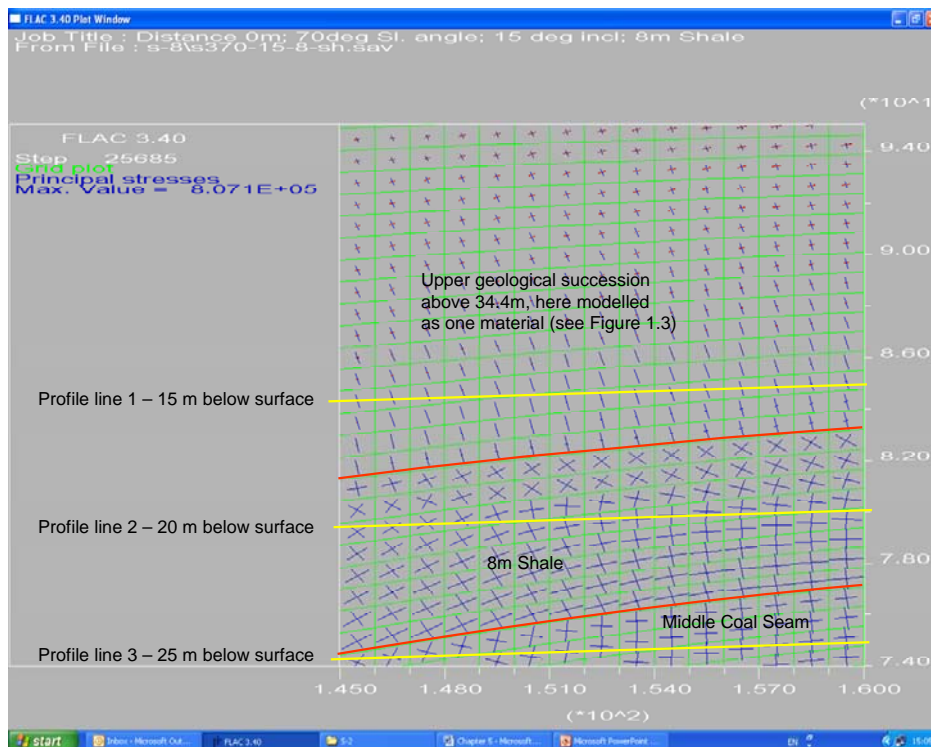 FLAC 3.40 Plot Window
Job Title : Distance 0m; 70deg Sl. angle; 15 deg incl; 8m Shale
From File : s-8\s370-15-8-sh.sav
(*10^1
FLAC 3.40
Step 25685
Grid plot
Principal stresses
Max. Value = 8.071E+05
9.40
9.00
8.60
8.20
7.80
7.40
Upper geological succession
above 34.4m, here modelled
as one material (see Figure 1.3)
Profile line 1 – 15 m below surface
Profile line 2 – 20 m below surface
8m Shale
Middle Coal Seam
Profile line 3 – 25 m below surface
1.450 1.480 1.510 1.540 1.570 1.600
(*10^2)
start Inbox - Microsoft Out... FLAC 3.40 S-2 Chapter 5 - Microsoft... Microsoft PowerPoint ... EN 15:09